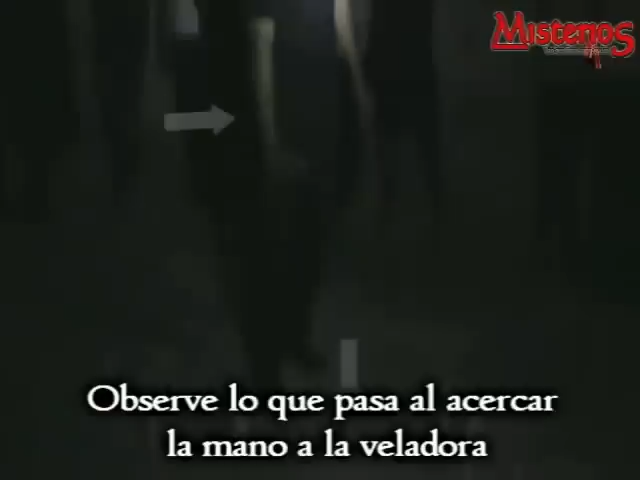 Misterios
Observe lo que pasa al acercar
la mano a la veladora